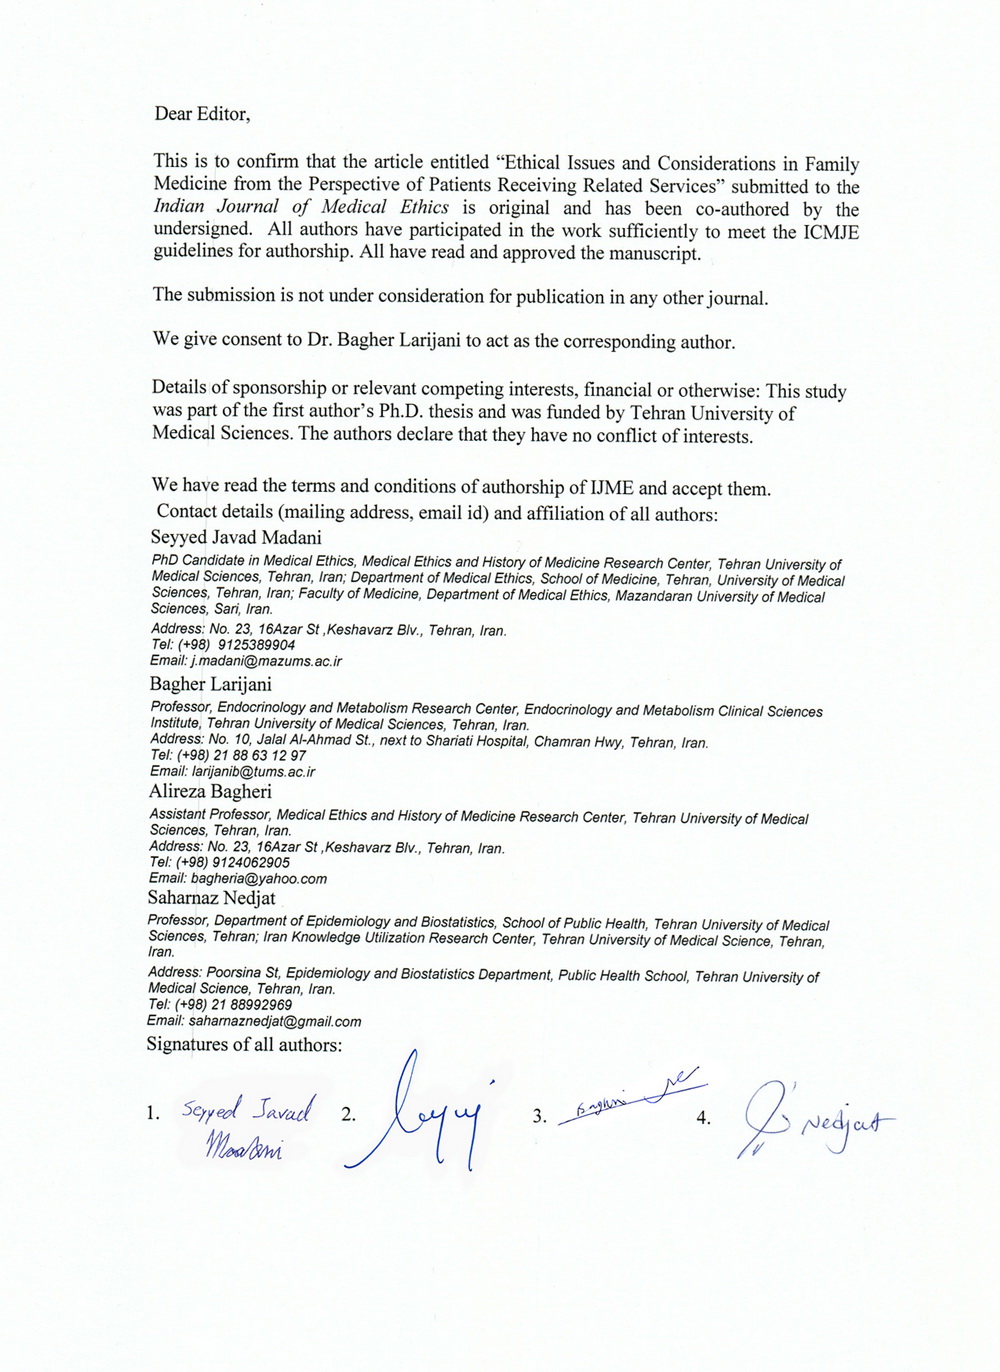 Dear Editor,
This is to confirm that the article entitled “Ethical Issues and Considerations in Family
Medicine from the Perspective of Patients Receiving Related Services” submitted to the
Indian Journal of Medical Ethics is original and has been co-authored by the
undersigned. All authors have participated in the work sufficiently to meet the ICMJE
guidelines for authorship. All have read and approved the manuscript.
The submission is not under consideration for publication in any other journal.
We give consent to Dr. Bagher Larijani to act as the corresponding author.
Details of sponsorship or relevant competing interests, financial or otherwise: This study
was part of the first author’s Ph.D. thesis and was funded by Tehran University of
Medical Sciences. The authors declare that they have no conflict of interests.
We have read the terms and conditions of authorship of IJME and accept them.
Contact details (mailing address, email id) and affiliation of all authors:
Seyyed Javad Madani
PhD Candidate in Medical Ethics, Medical Ethics and History of Medicine Research Center, Tehran University of
Medical Sciences, Tehran, Iran; Department of Medical Ethics, School of Medicine, Tehran, University of Medical
Sciences, Tehran, Iran; Faculty of Medicine, Department of Medical Ethics, Mazandaran University of Medical
Sciences, Sari, Iran.
Address: No. 23, 16Azar St ,Keshavarz Blv., Tehran, Iran.
Tel: (+98) 9125389904
Email: j.madani@mazums.ac.ir
Bagher Larijani
Professor, Endocrinology and Metabolism Research Center, Endocrinology and Metabolism Clinical Sciences
Institute, Tehran University of Medical Sciences, Tehran, Iran.
Address: No. 10, Jalal Al-Ahmad St., next to Shariati Hospital, Chamran Hwy, Tehran, Iran.
Tel: (+98) 21 88 63 12 97
Email: larijanib@tums.ac.ir
Alireza Bagheri
Assistant Professor, Medical Ethics and History of Medicine Research Center, Tehran University of Medical
Sciences, Tehran, Iran.
Address: No. 23, 16Azar St ,Keshavarz Blv., Tehran, Iran.
Tel: (+98) 9124062905
Email: bagheria@yahoo.com
Saharnaz Nedjat
Professor, Department of Epidemiology and Biostatistics, School of Public Health, Tehran University of Medical
Sciences, Tehran; Iran Knowledge Utilization Research Center, Tehran University of Medical Science, Tehran,
Iran.
Address: Poorsina St, Epidemiology and Biostatistics Department, Public Health School, Tehran University of
Medical Science, Tehran, Iran.
Tel: (+98) 21 88992969
Email: saharnaznedjat@gmail.com
Signatures of all authors:
1. Seyyed Javad 2. 3. Bagheri 4. Nedjat
Madani